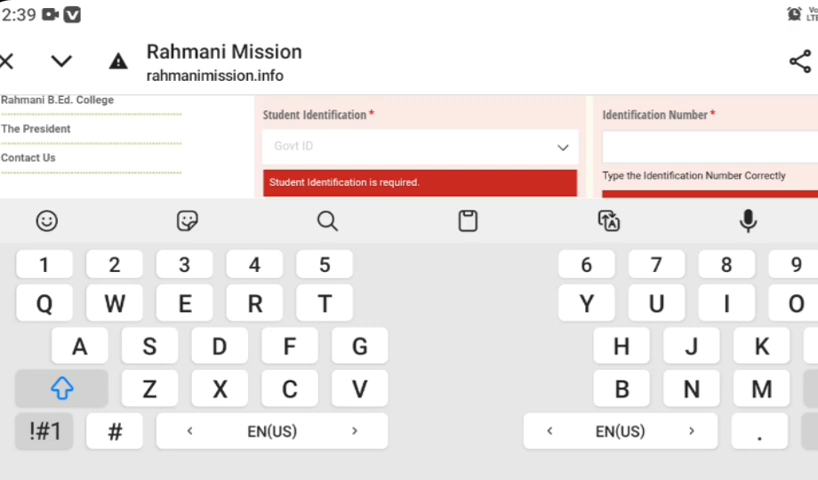 2:39
Vo
LTE
Rahmani Mission
rahmanimission.info
Rahmani B.Ed. College
The President
Contact Us
Student Identification *
Govt ID
Student Identification is required.
Identification Number *
Type the Identification Number Correctly
1 2 3 4 5 6 7 8 9
Q W E R T Y U I O
A S D F G H J K
Z X C V B N M
!#1 # < EN(US) > < EN(US) > .